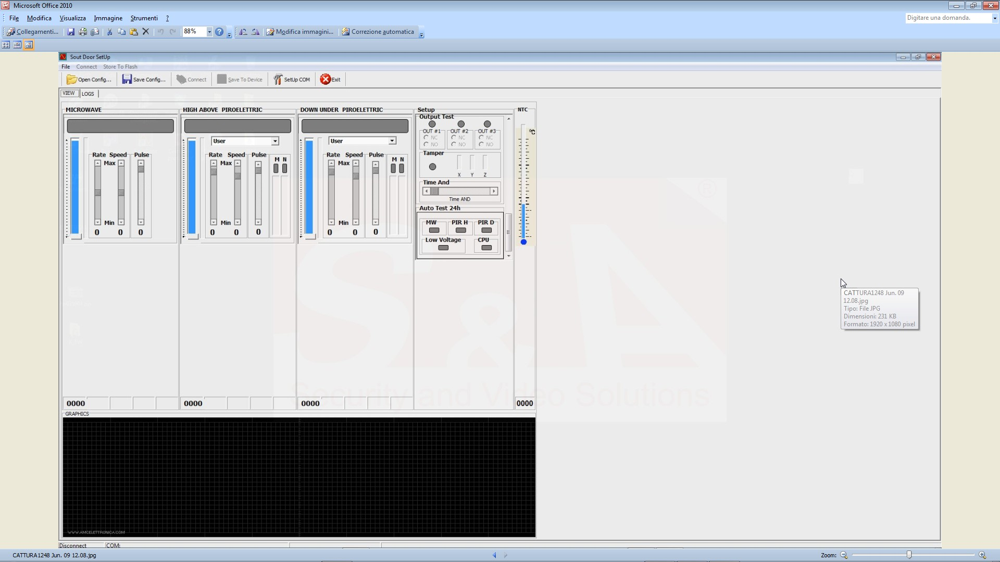 Microsoft Office 2010
File Modifica Visualizza Immagine Strumenti ?
Digitare una domanda.
Collegamenti... 88% Modifica immagini... Correzione automatica
Sout Door SetUp
File Connect Store To Flash
Open Config... Save Config... Connect Save To Device SetUp COM Exit
VIEW LOGS
MICROWAVE HIGH ABOVE PIROELETTRIC DOWN UNDER PIROELETTRIC Setup NTC
Output Test
OUT #1 OUT #2 OUT #3
°C
NC NC NC
NO NO NO
User User
Tamper
Rate Speed Pulse Rate Speed Pulse M N Rate Speed Pulse M N
Max Max Max
X Y Z
Time And
Time AND
Auto Test 24h
MW PIR H PIR D
Min Min Min
0 0 0 0 0 0 0 0 0
Low Voltage CPU
CATTURA1248 Jun. 09
12.08.jpg
Tipo: File JPG
Dimensioni: 231 KB
Formato: 1920 x 1080 pixel
S&A
®
Security and Video Solutions
0000 0000 0000 0000
GRAPHICS
WWW.AMCELETTRONICA.COM
Disconnect COM:
CATTURA1248 Jun. 09 12.08.jpg Zoom: